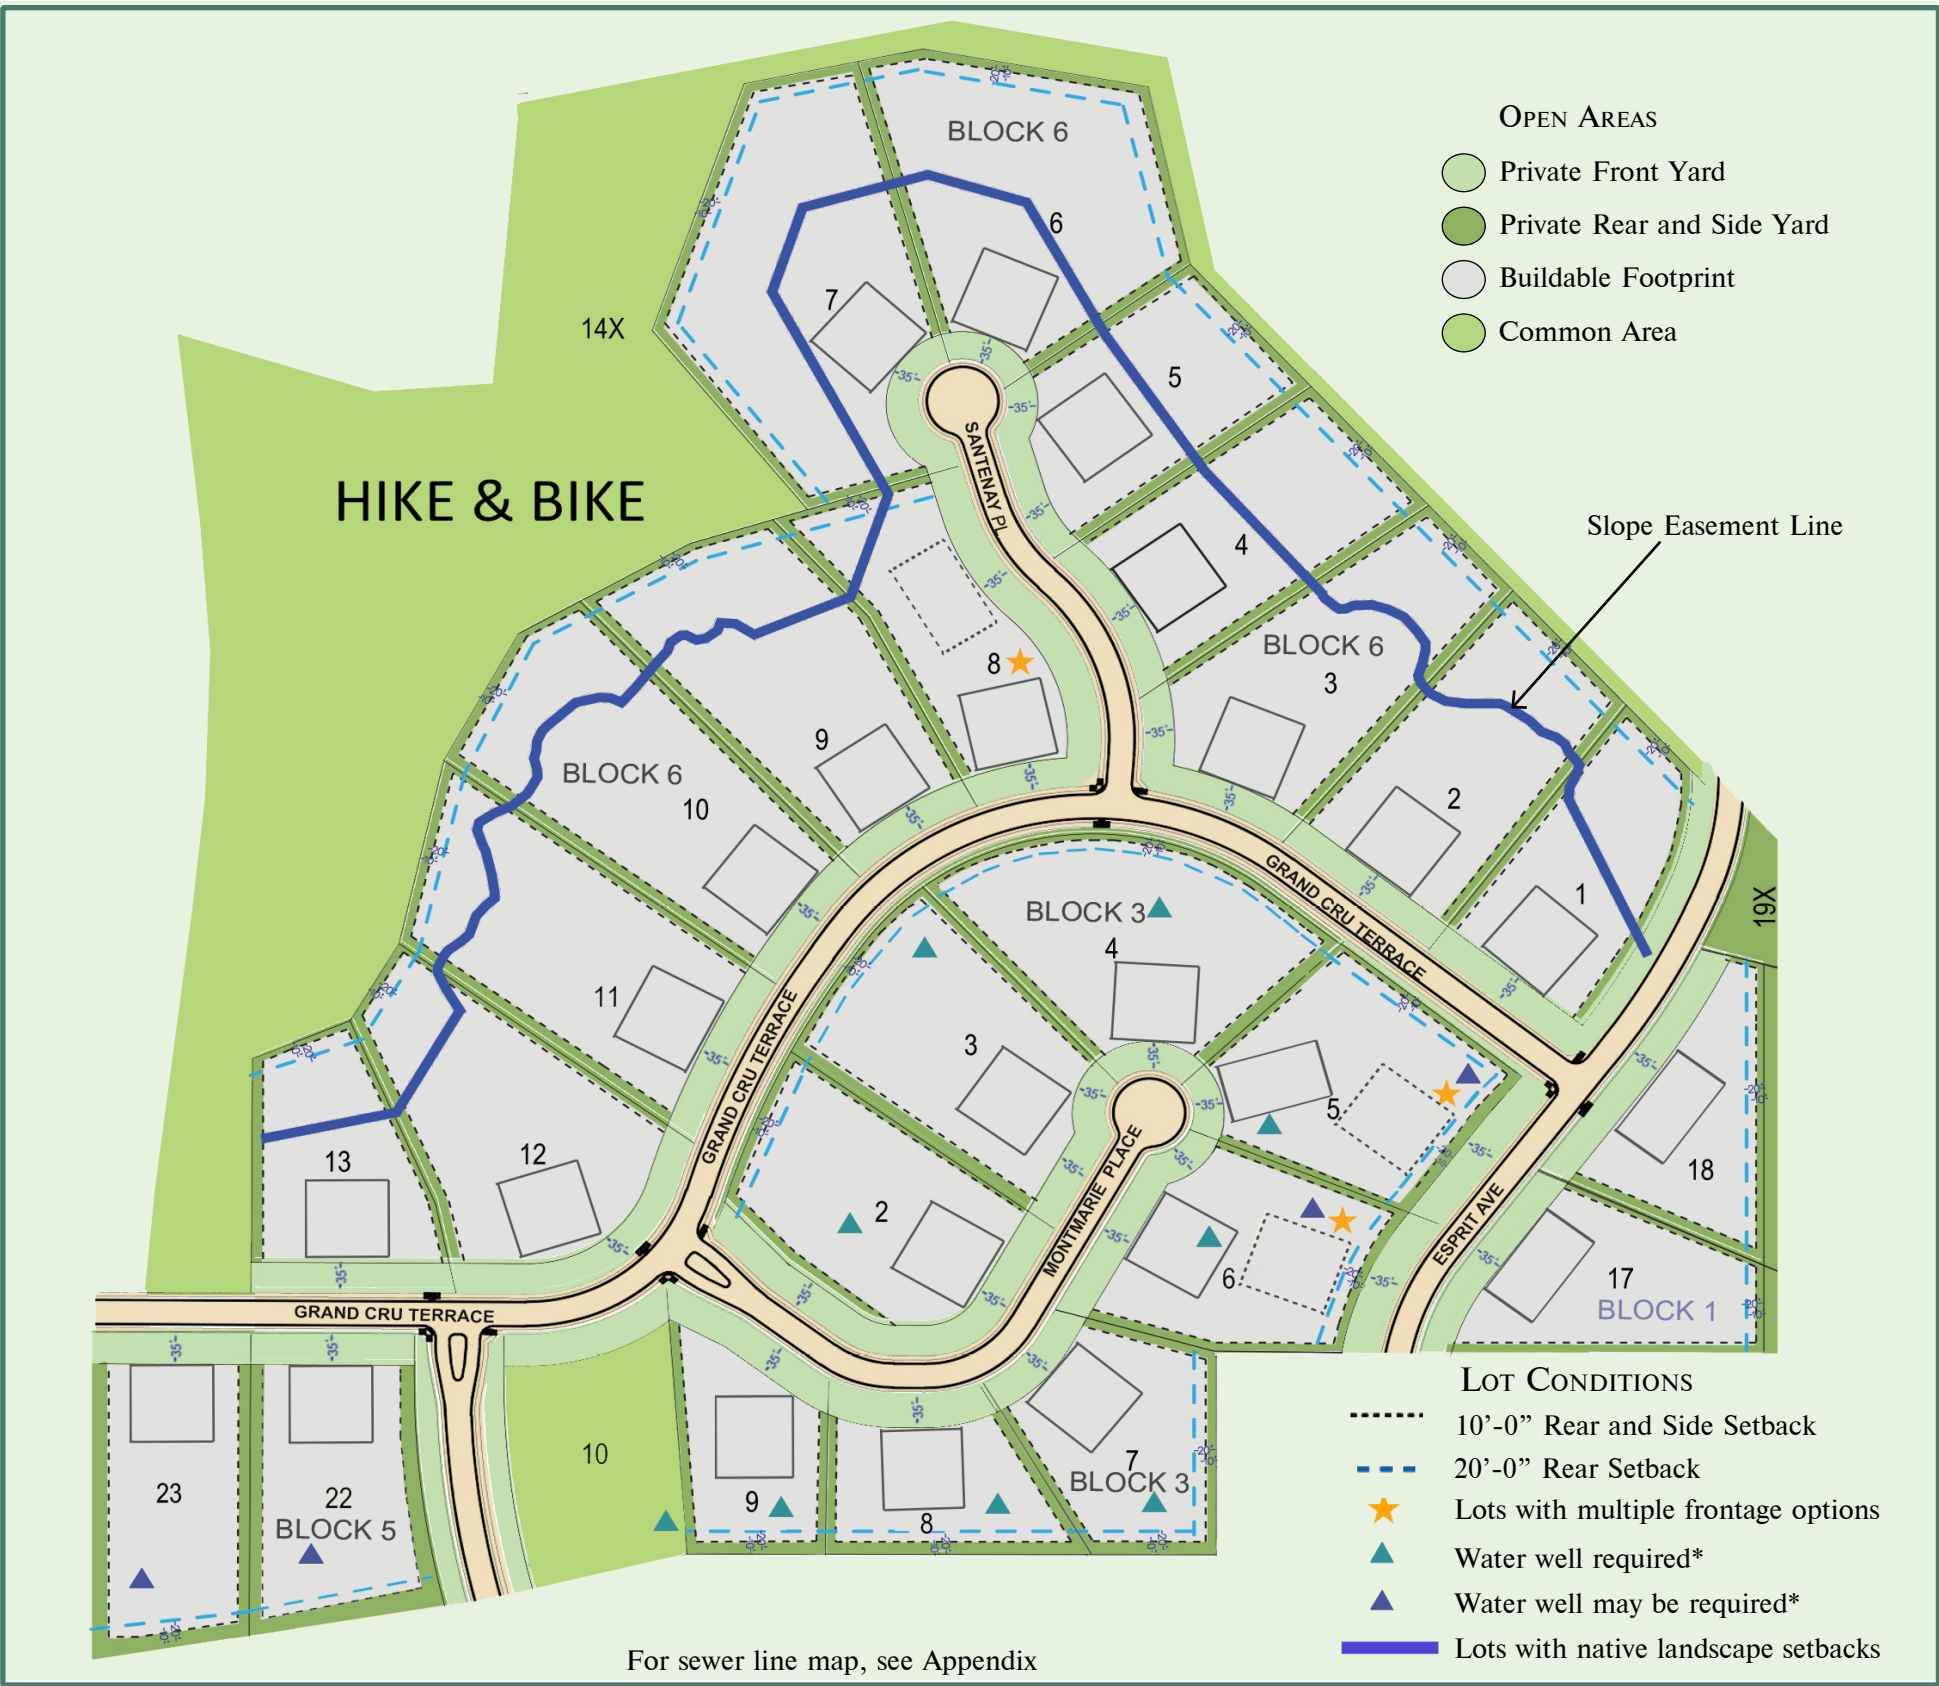 BLOCK 6
OPEN AREAS
Private Front Yard
Private Rear and Side Yard
Buildable Footprint
Common Area
6
7
14X
5
HIKE & BIKE
SANTENAY PL
Slope Easement Line
4
BLOCK 6
3
8
9
BLOCK 6
10
2
1
19X
GRAND CRU TERRACE
BLOCK 3
4
11
3
GRAND CRU TERRACE
5
12
13
18
2
MONTMARIE PLACE
6
ESPRIT AVE
17
BLOCK 1
GRAND CRU TERRACE
10
23
22
BLOCK 5
9
8
7
BLOCK 3
-35'-
-20'-
-10'-
LOT CONDITIONS
10’-0” Rear and Side Setback
20’-0” Rear Setback
Lots with multiple frontage options
Water well required*
Water well may be required*
Lots with native landscape setbacks
For sewer line map, see Appendix